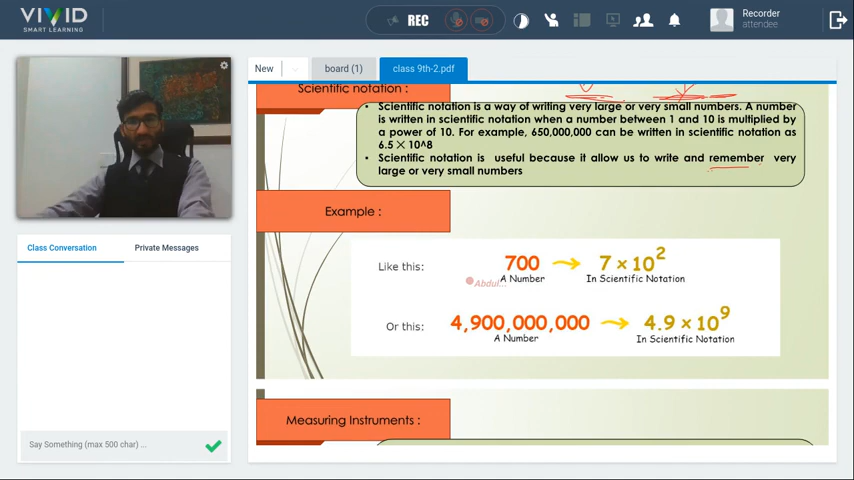 VIVID
SMART LEARNING
REC
Recorder
attendee
New
board (1)
class 9th-2.pdf
Scientific notation :
• Scientific notation is a way of writing very large or very small numbers. A number
is written in scientific notation when a number between 1 and 10 is multiplied by
a power of 10. For example, 650,000,000 can be written in scientific notation as
6.5 ✕ 10^8
• Scientific notation is useful because it allow us to write and remember very
large or very small numbers
Example :
Like this:
700
7 × 10²
Abdul...
A Number
In Scientific Notation
Or this:
4,900,000,000
4.9 × 10⁹
A Number
In Scientific Notation
Measuring Instruments :
Class Conversation
Private Messages
Say Something (max 500 char) ...